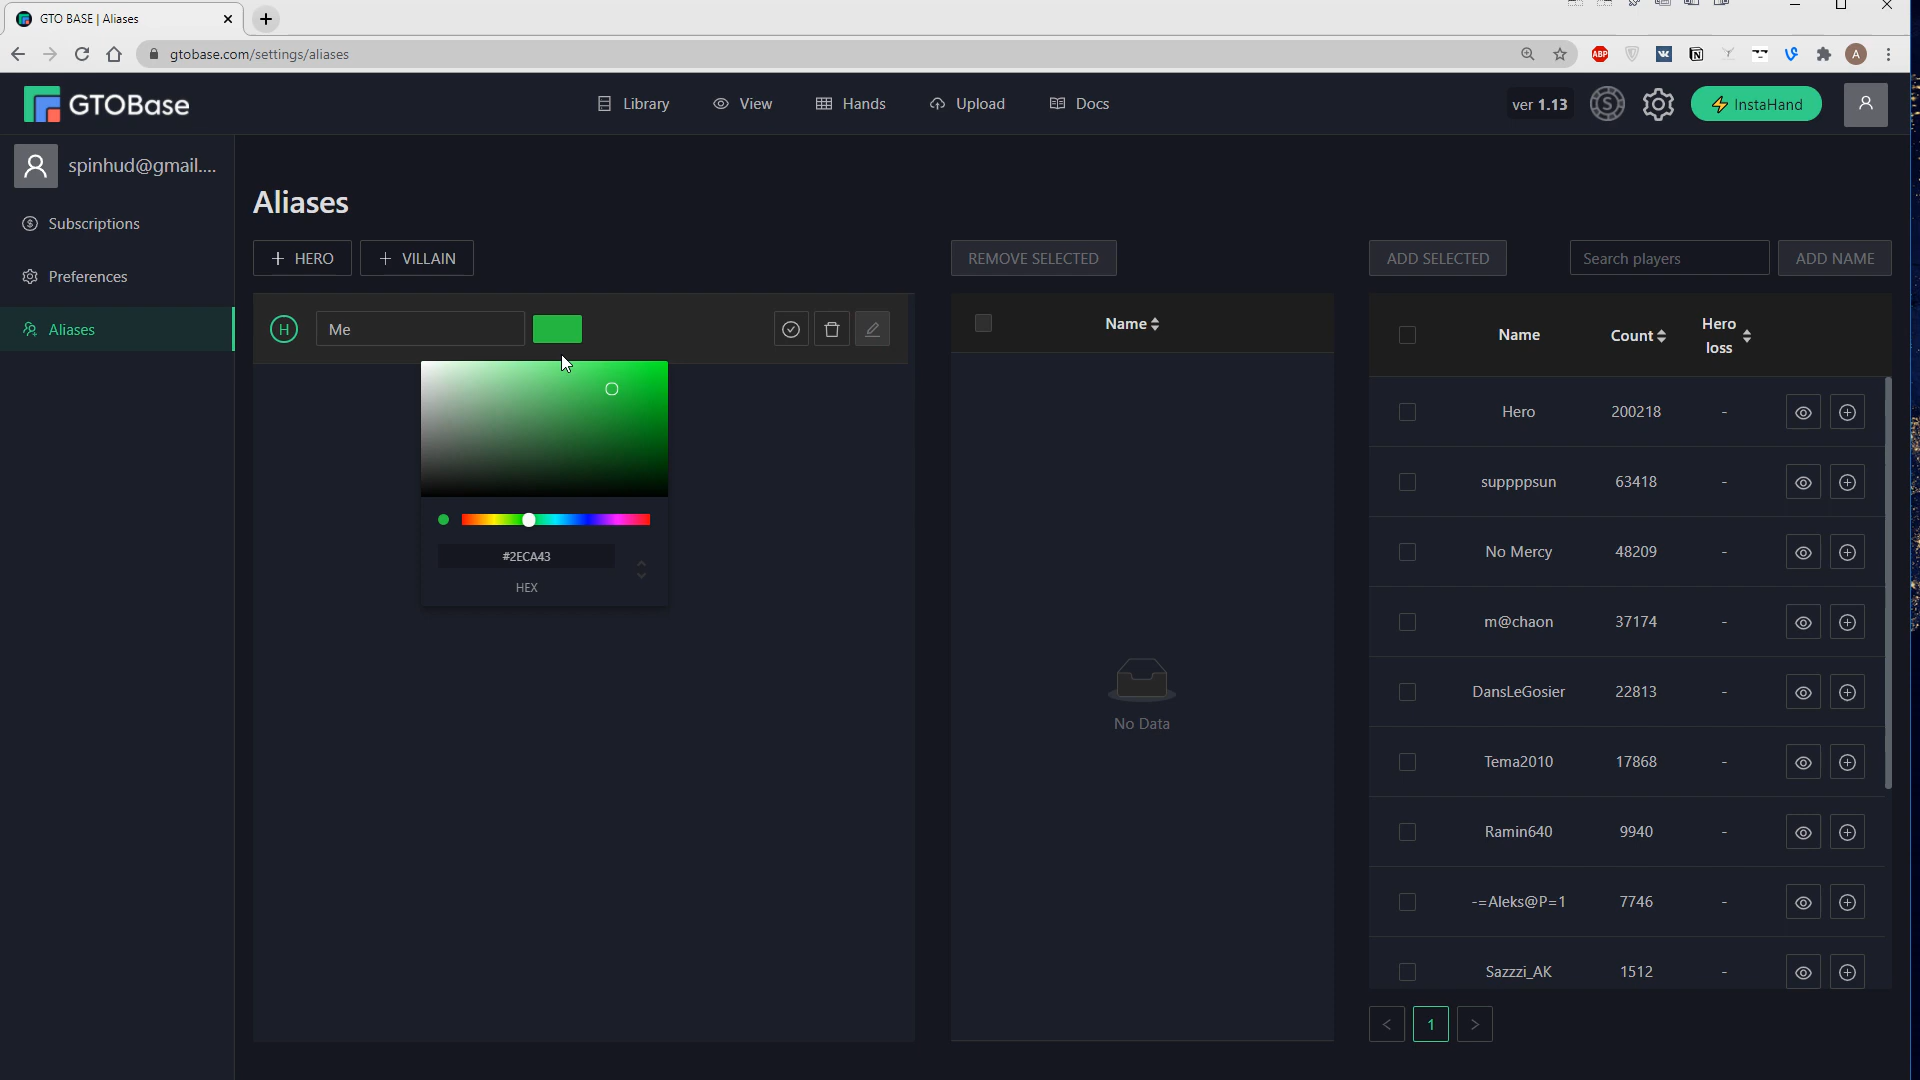 GTO BASE | Aliases
gtobase.com/settings/aliases
ABP
A
GTOBase
Library
View
Hands
Upload
Docs
ver 1.13
InstaHand
spinhud@gmail....
Subscriptions
Preferences
Aliases
Aliases
HERO
VILLAIN
REMOVE SELECTED
ADD SELECTED
Search players
ADD NAME
H
Me
#2ECA43
HEX
Name
No Data
Name Count Hero loss
Hero 200218 -
suppppsun 63418 -
No Mercy 48209 -
m@chaon 37174 -
DansLeGosier 22813 -
Tema2010 17868 -
Ramin640 9940 -
-=Aleks@P=1 7746 -
Sazzzi_AK 1512 -
< 1 >